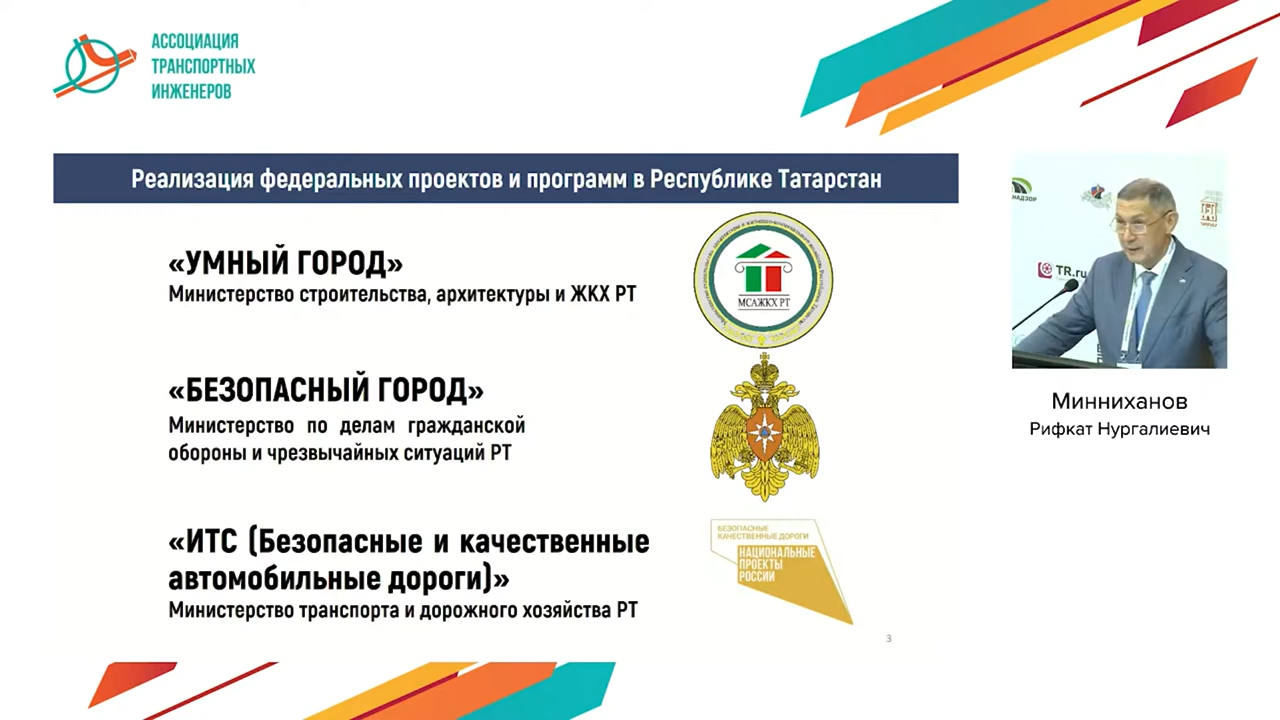 АССОЦИАЦИЯ
ТРАНСПОРТНЫХ
ИНЖЕНЕРОВ
Реализация федеральных проектов и программ в Республике Татарстан
«УМНЫЙ ГОРОД»
Министерство строительства, архитектуры и ЖКХ РТ
МСАЖКХ РТ
«БЕЗОПАСНЫЙ ГОРОД»
Министерство по делам гражданской
обороны и чрезвычайных ситуаций РТ
«ИТС (Безопасные и качественные
автомобильные дороги)»
Министерство транспорта и дорожного хозяйства РТ
БЕЗОПАСНЫЕ
КАЧЕСТВЕННЫЕ ДОРОГИ
НАЦИОНАЛЬНЫЕ
ПРОЕКТЫ
РОССИИ
3
TR.ru
Минниханов
Рифкат Нургалиевич